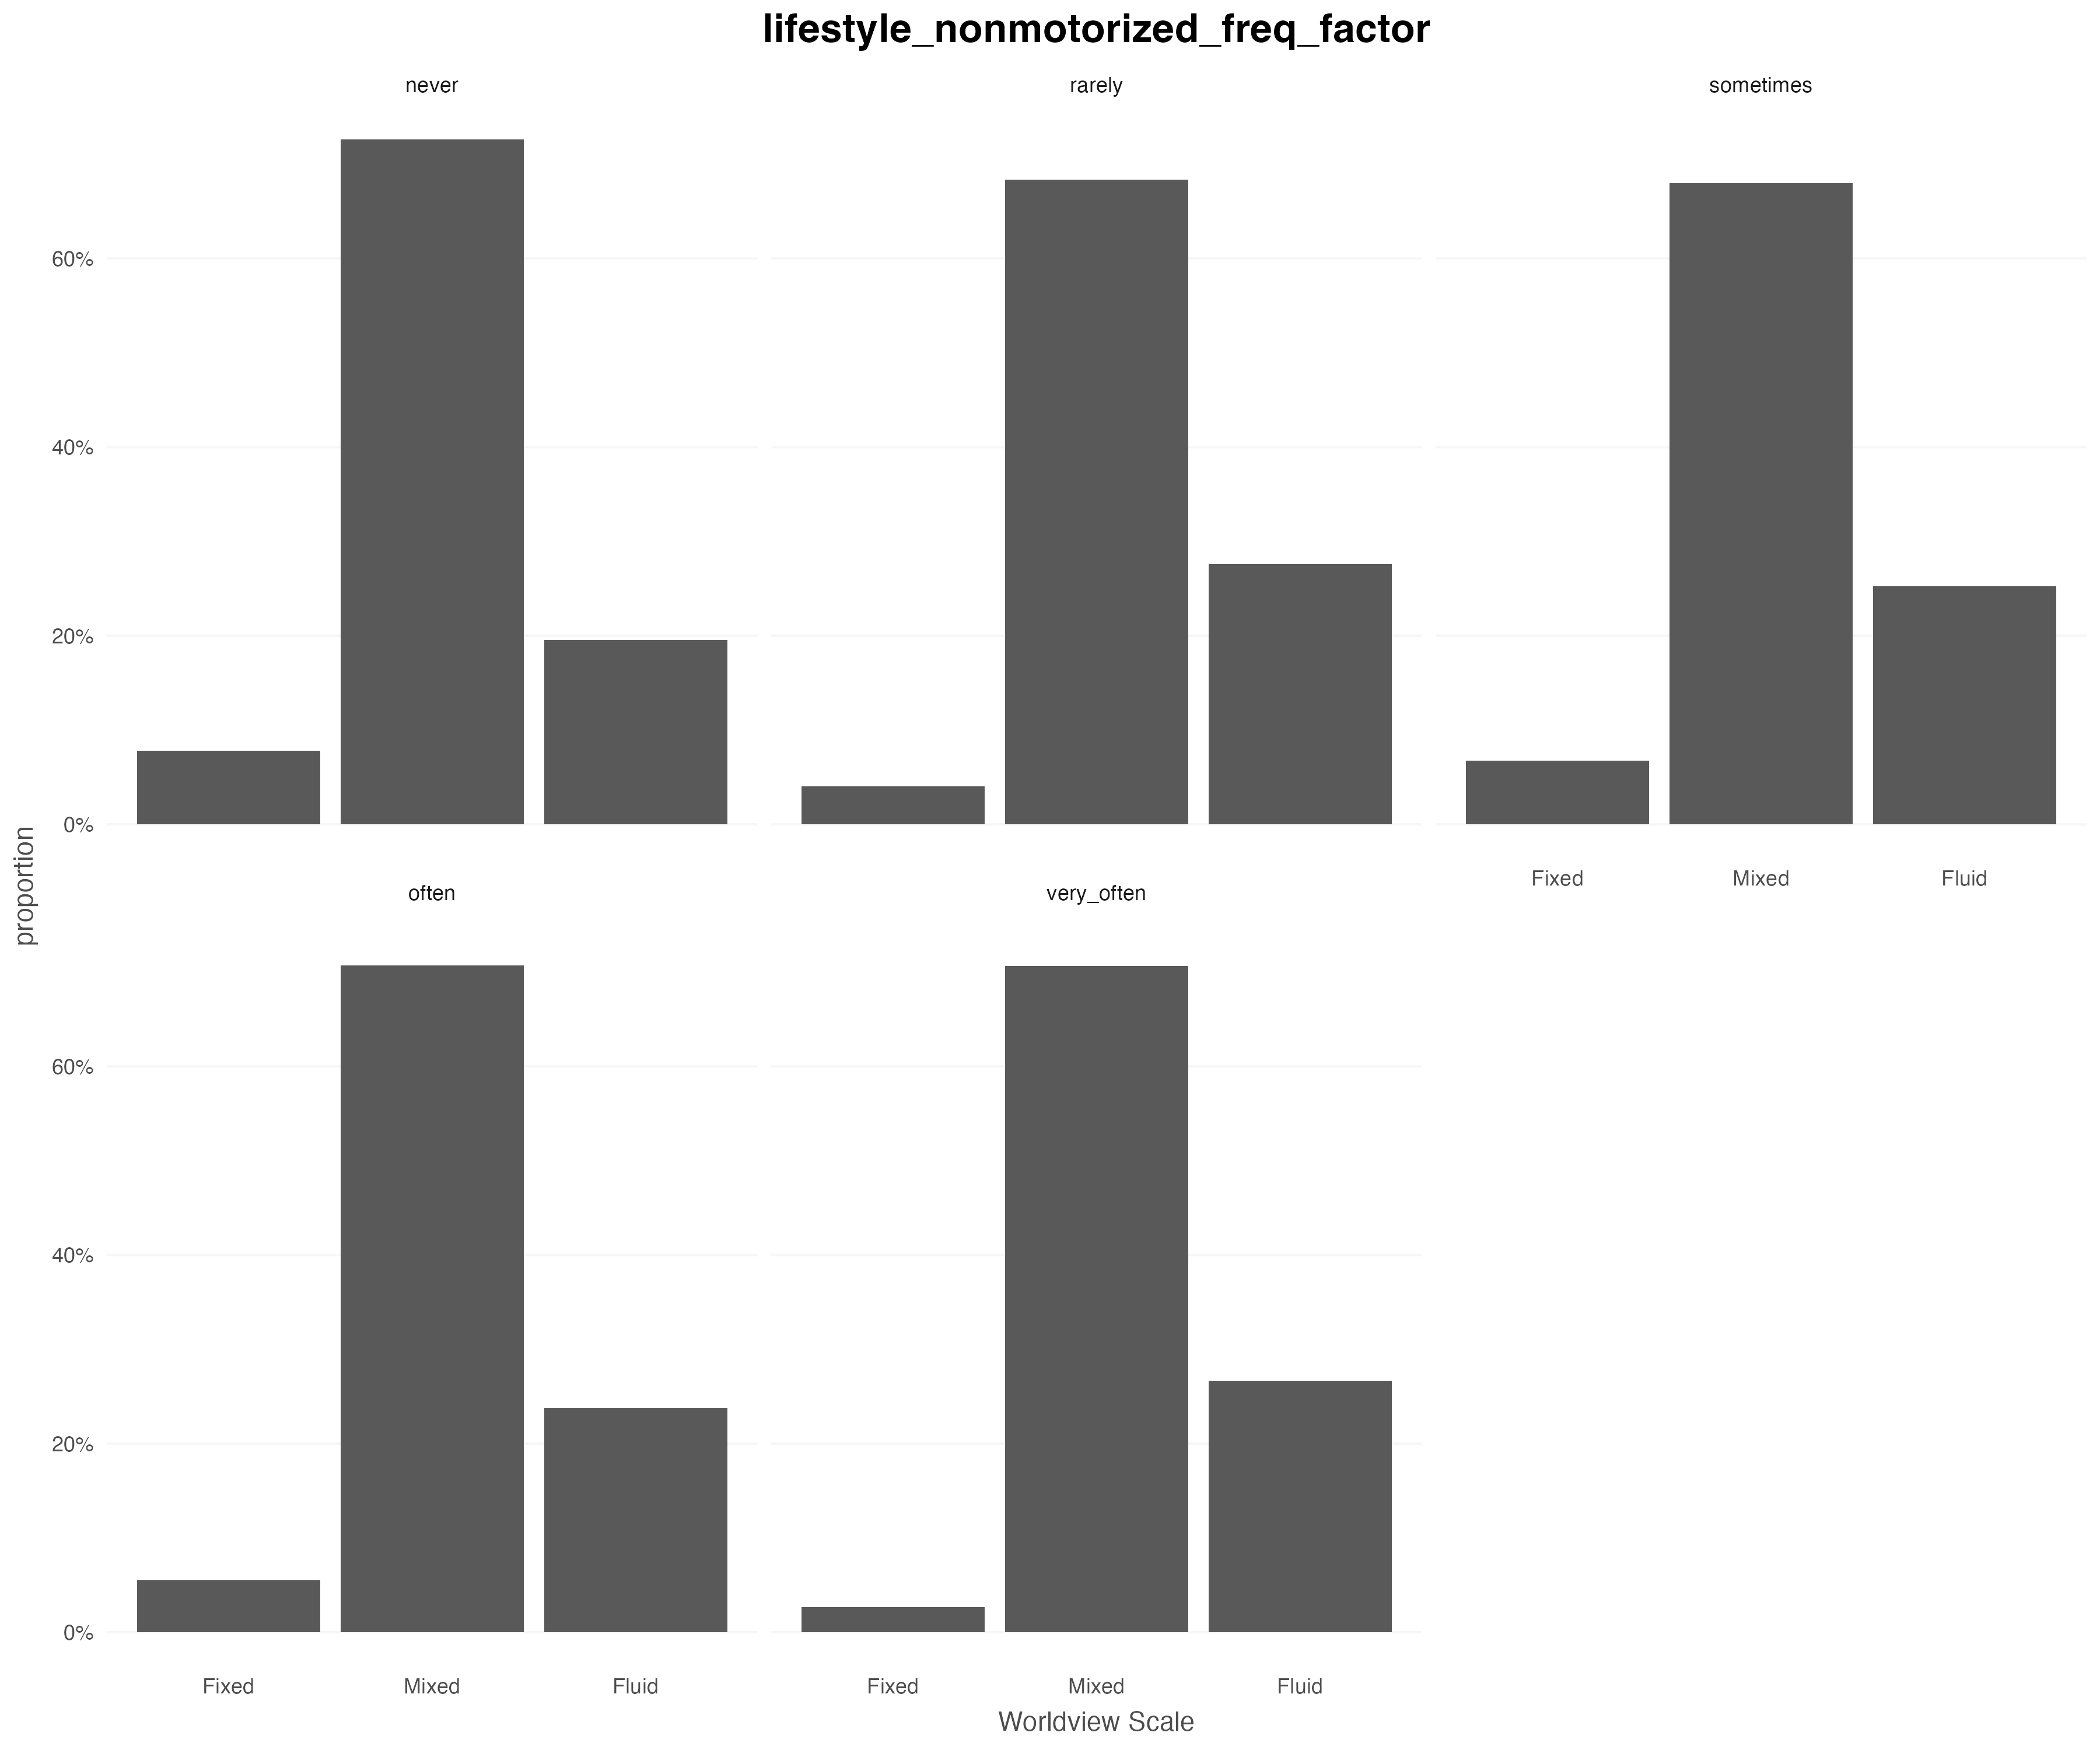 lifestyle_nonmotorized_freq_factor
never
rarely
sometimes
60%
40%
20%
0%
Fixed Mixed Fluid
often
very_often
proportion
60%
40%
20%
0%
Fixed Mixed Fluid
Fixed Mixed Fluid
Worldview Scale